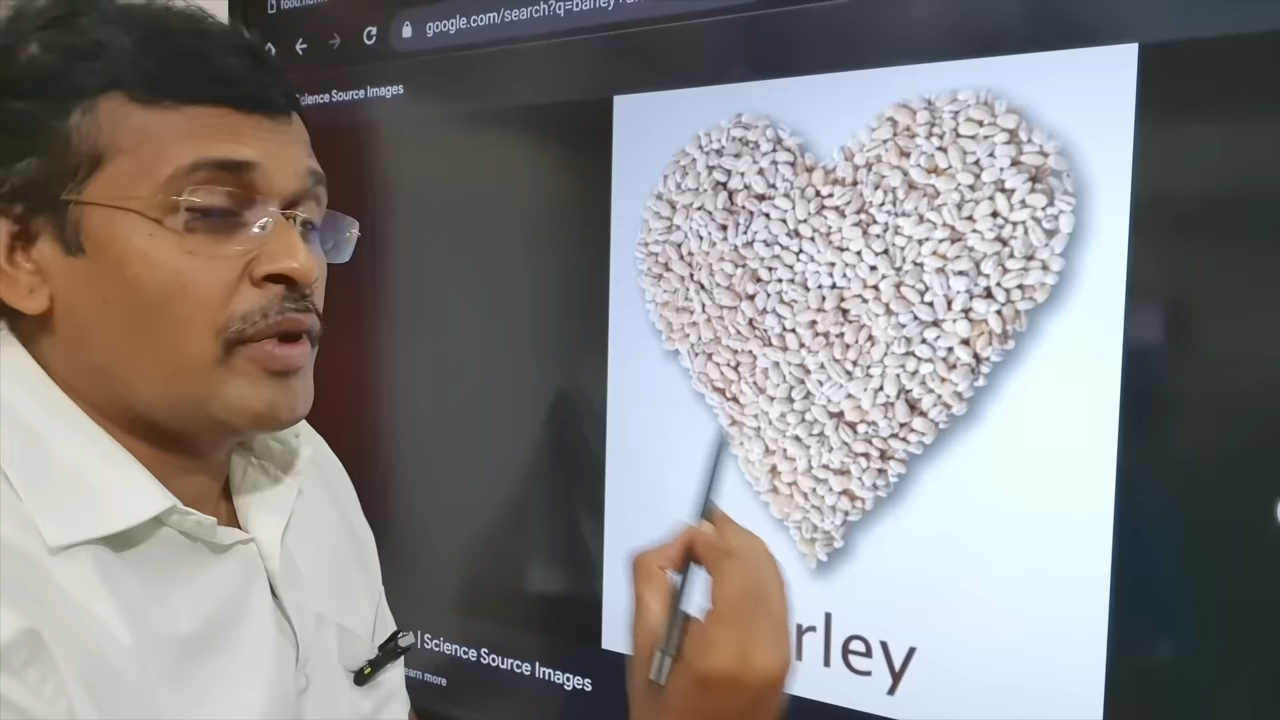 google.com/search?q=barley
Science Source Images
rley
| Science Source Images
earn more